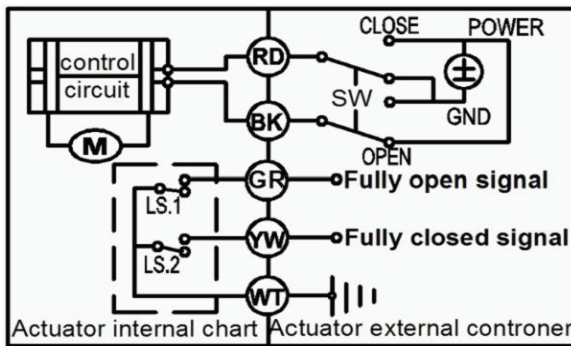 CLOSE POWER
control
circuit
RD
SW
GND
BK
M
OPEN
GR Fully open signal
LS.1
YW Fully closed signal
LS.2
WT
Actuator internal chart
Actuator external controner